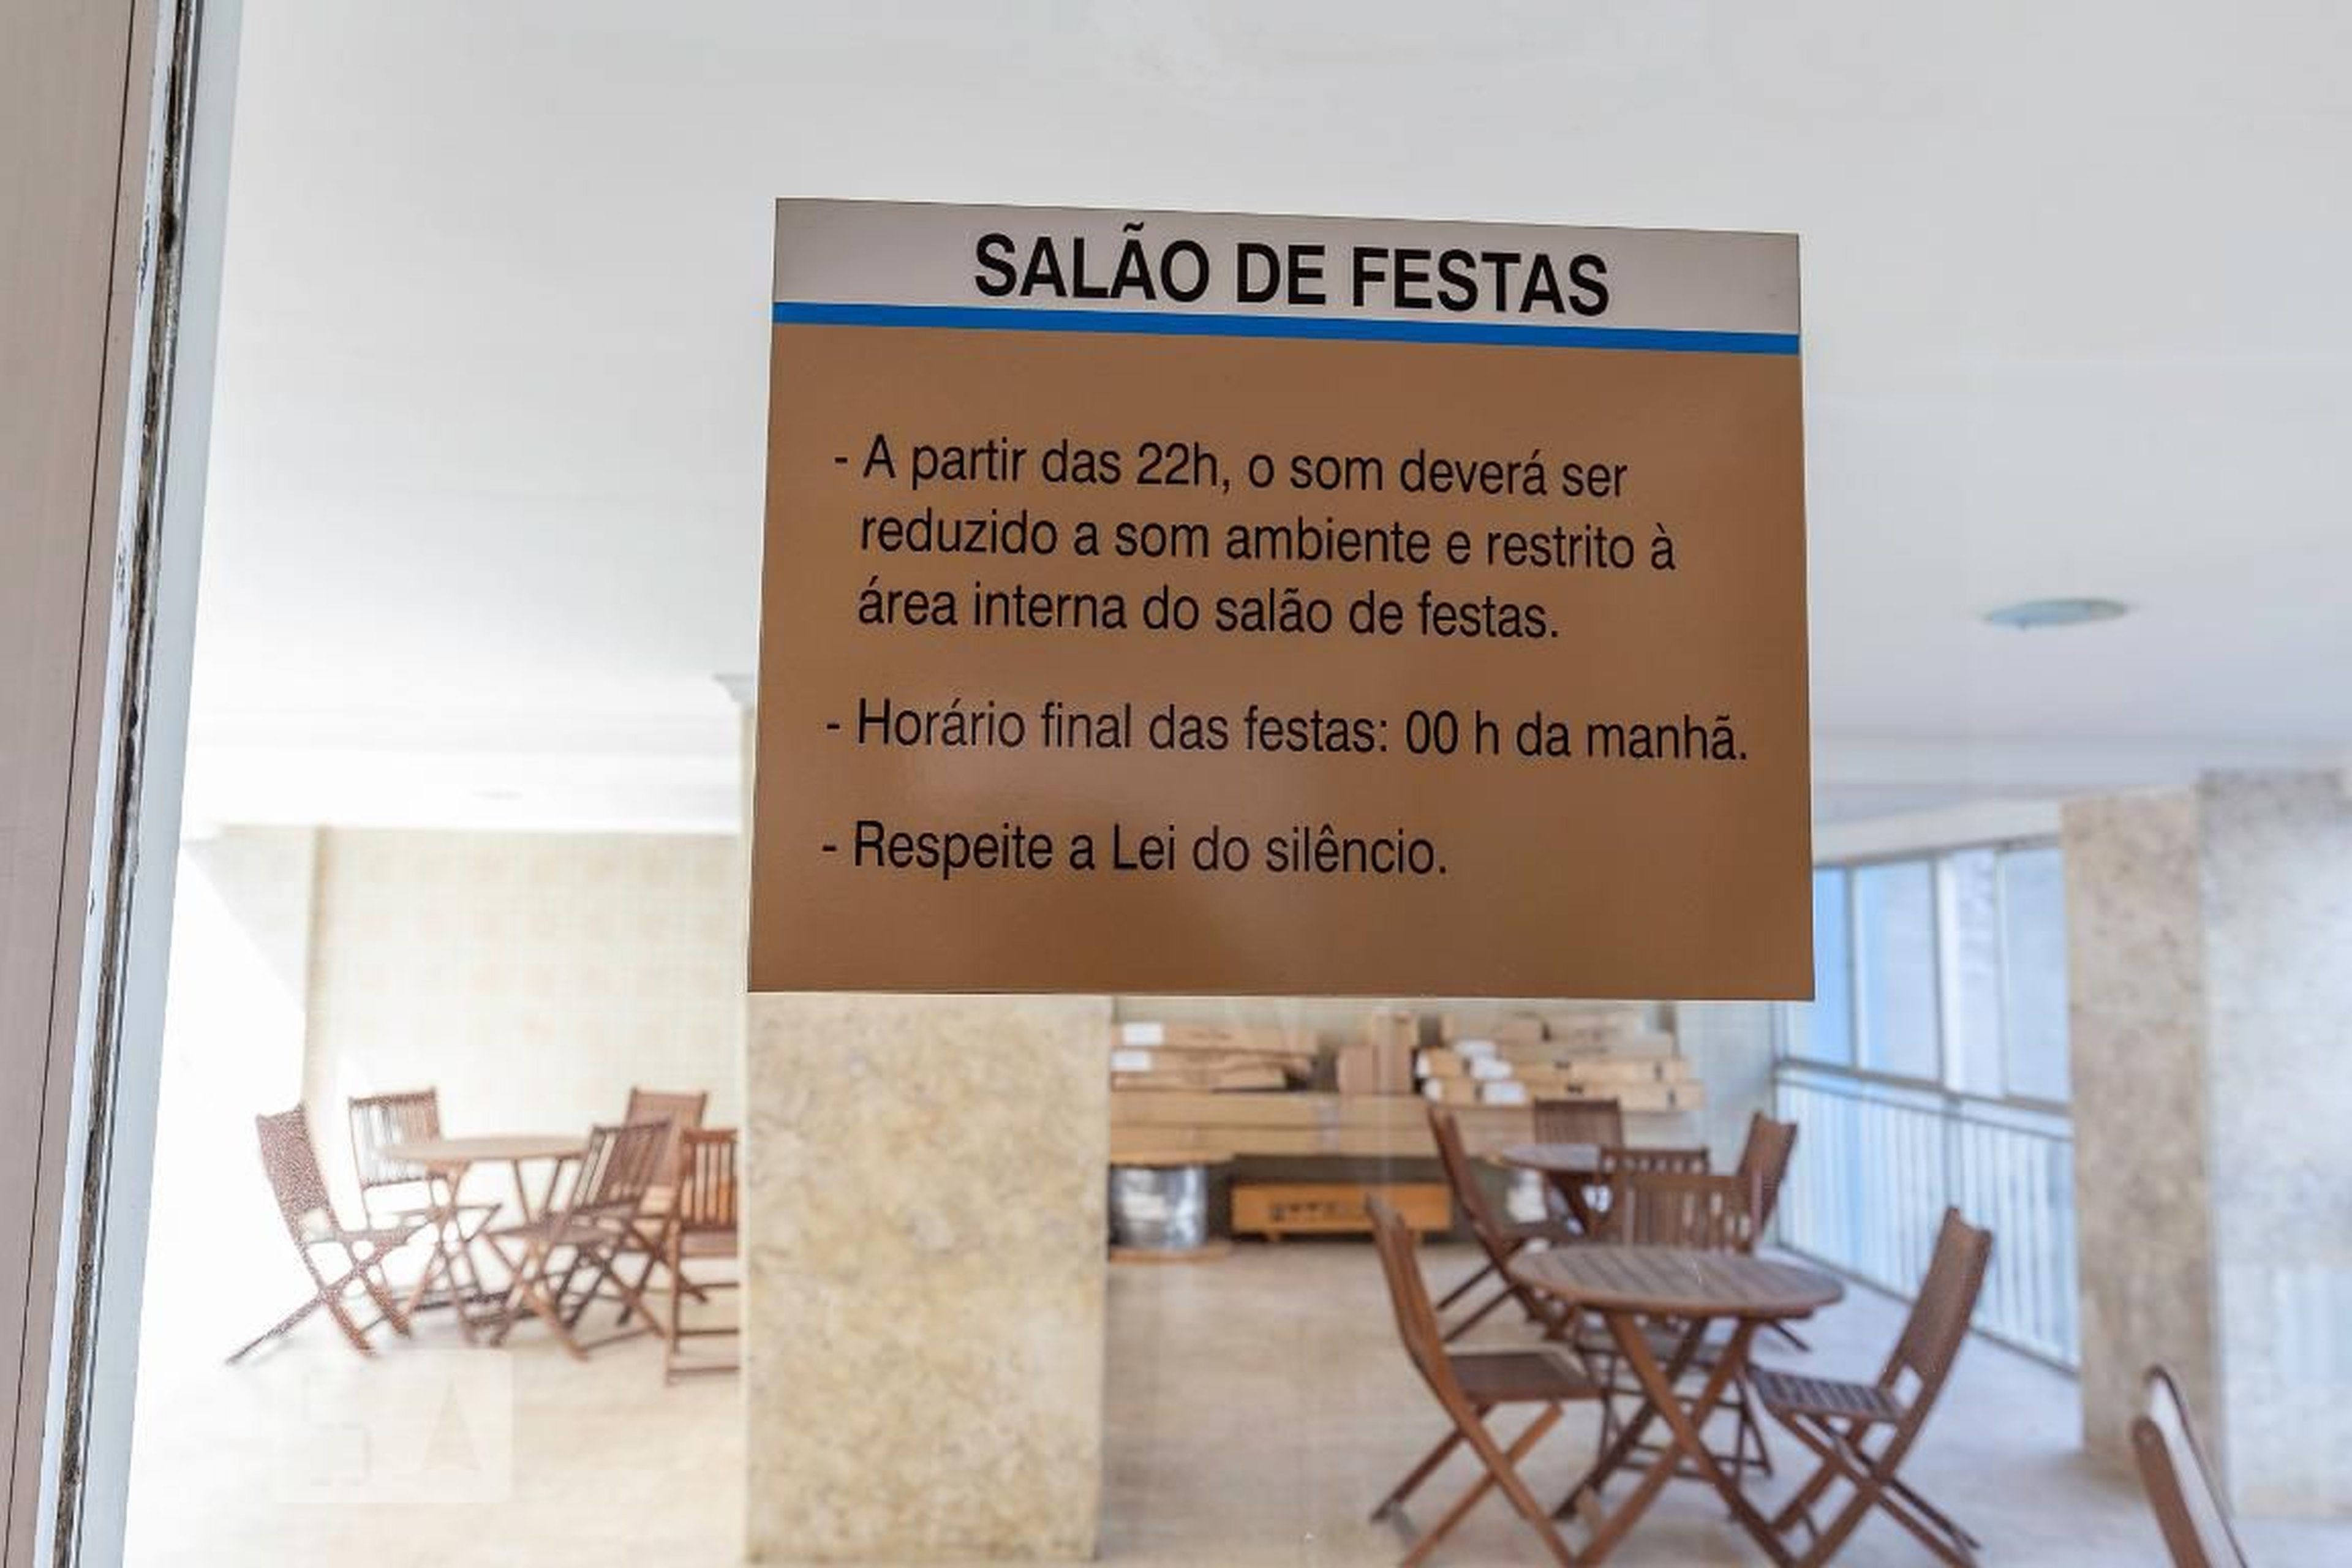 SALÃO DE FESTAS
- A partir das 22h, o som deverá ser
reduzido a som ambiente e restrito à
área interna do salão de festas.
- Horário final das festas: 00 h da manhã.
- Respeite a Lei do silêncio.